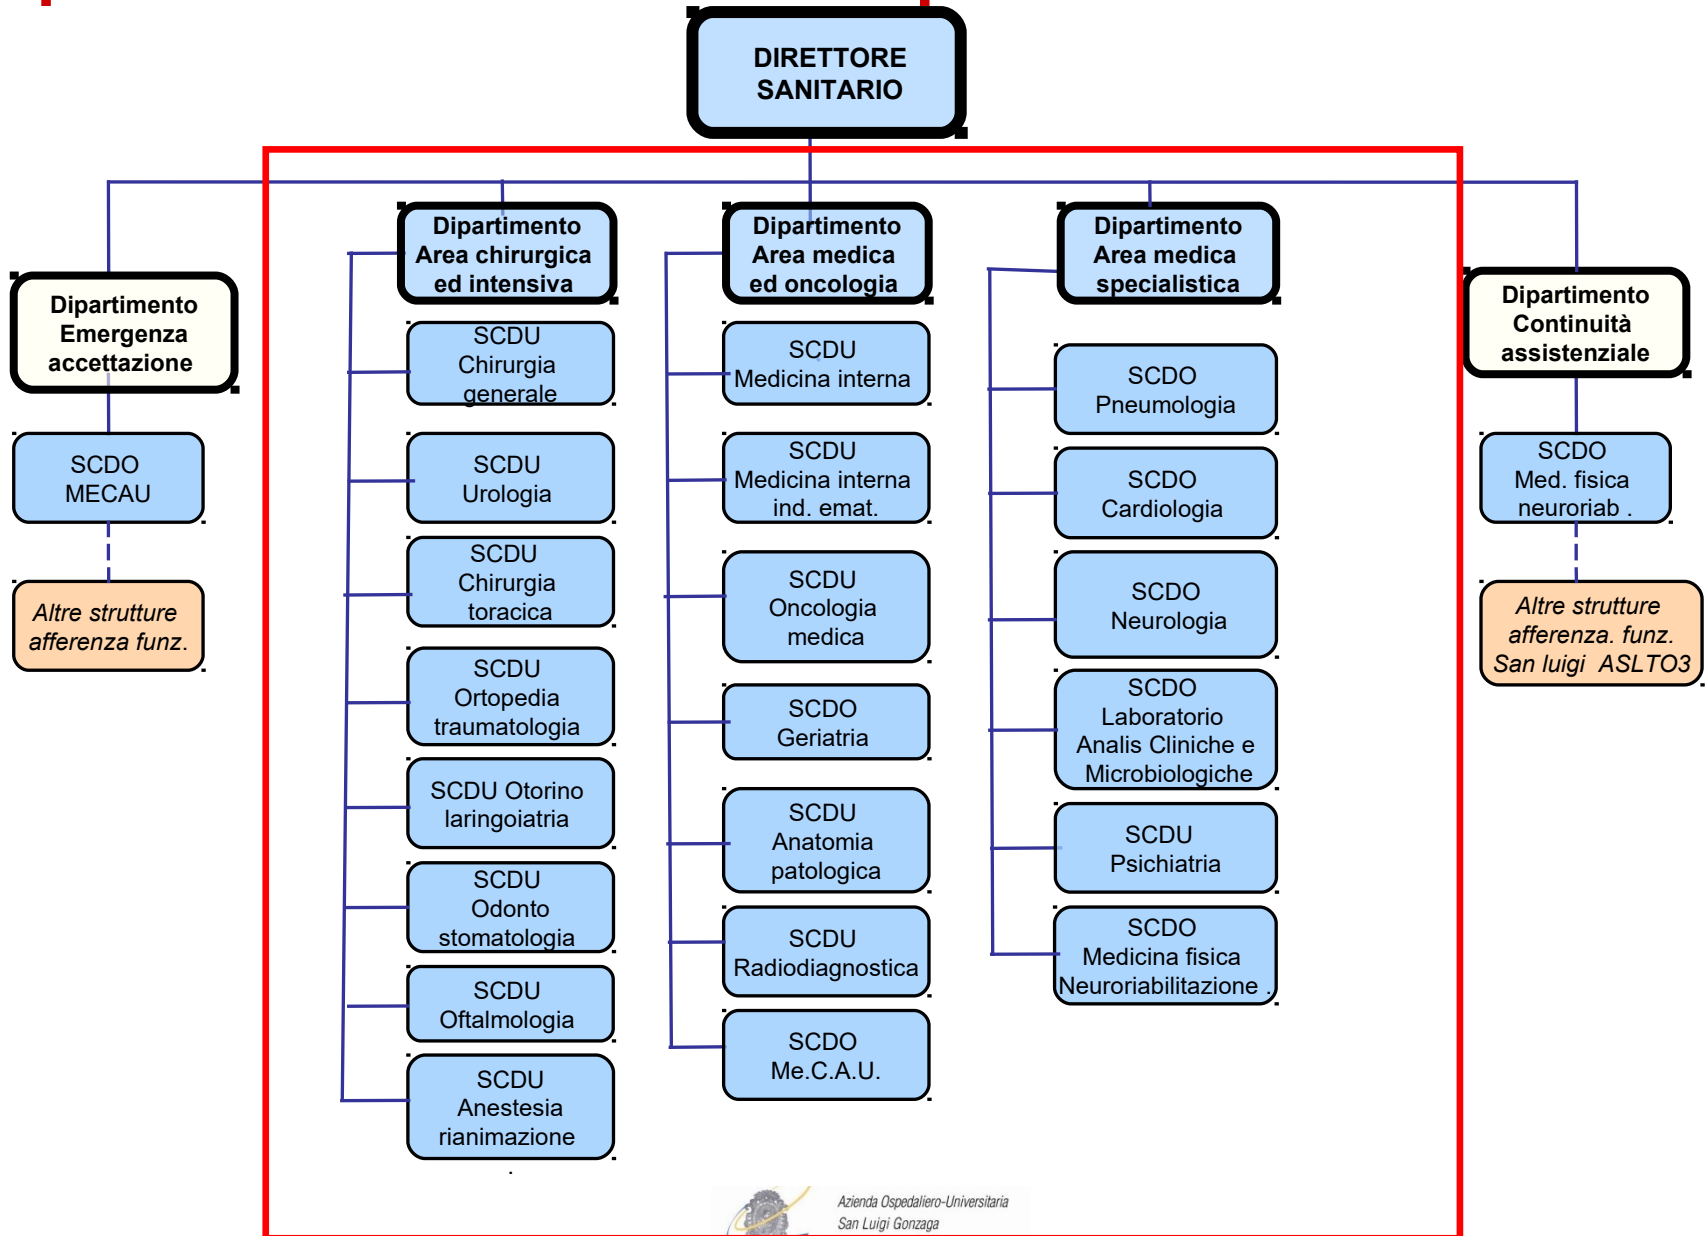 DIRETTORE
SANITARIO
Dipartimento
Emergenza
accettazione
SCDO
MECAU
Altre strutture
afferenza funz.
Dipartimento
Area chirurgica
ed intensiva
SCDU
Chirurgia
generale
SCDU
Urologia
SCDU
Chirurgia
toracica
SCDU
Ortopedia
traumatologia
SCDU Otorino
laringoiatria
SCDU
Odonto
stomatologia
SCDU
Oftalmologia
SCDU
Anestesia
rianimazione
.
Dipartimento
Area medica
ed oncologia
SCDU
Medicina interna
SCDU
Medicina interna
ind. emat.
SCDU
Oncologia
medica
SCDO
Geriatria
SCDU
Anatomia
patologica
SCDU
Radiodiagnostica
SCDO
Me.C.A.U.
Dipartimento
Area medica
specialistica
SCDO
Pneumologia
SCDO
Cardiologia
SCDO
Neurologia
SCDO
Laboratorio
Analis Cliniche e
Microbiologiche
SCDU
Psichiatria
SCDO
Medicina fisica
Neuroriabilitazione .
Dipartimento
Continuità
assistenziale
SCDO
Med. fisica
neuroriab .
Altre strutture
afferenza. funz.
San luigi ASLTO3
Azienda Ospedaliero-Universitaria
San Luigi Gonzaga